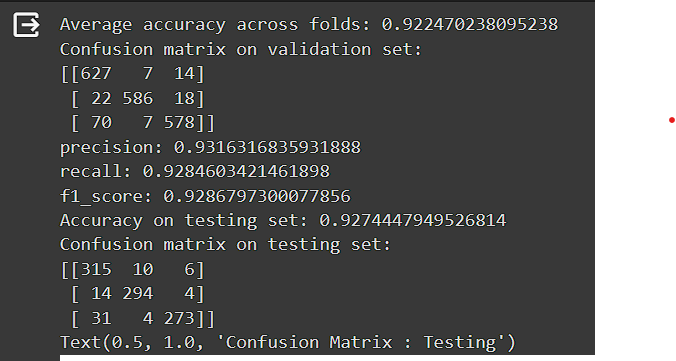 Average accuracy across folds: 0.922470238095238
Confusion matrix on validation set:
[[627   7  14]
 [ 22 586  18]
 [ 70   7 578]]
precision: 0.9316316835931888
recall: 0.9284603421461898
f1_score: 0.9286797300077856
Accuracy on testing set: 0.9274447949526814
Confusion matrix on testing set:
[[315  10   6]
 [ 14 294   4]
 [ 31   4 273]]
Text(0.5, 1.0, 'Confusion Matrix : Testing')